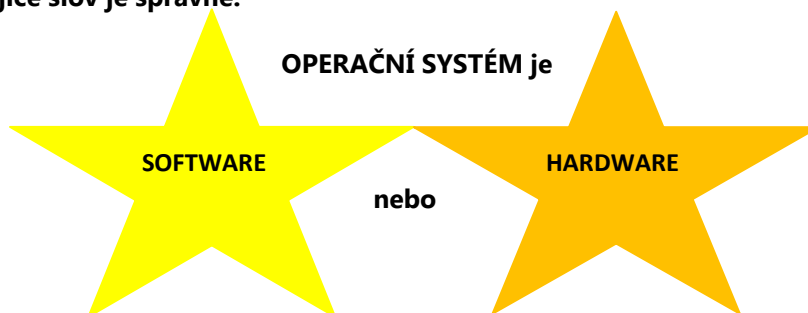 slov je správně.
OPERAČNÍ SYSTÉM je
SOFTWARE
HARDWARE
nebo